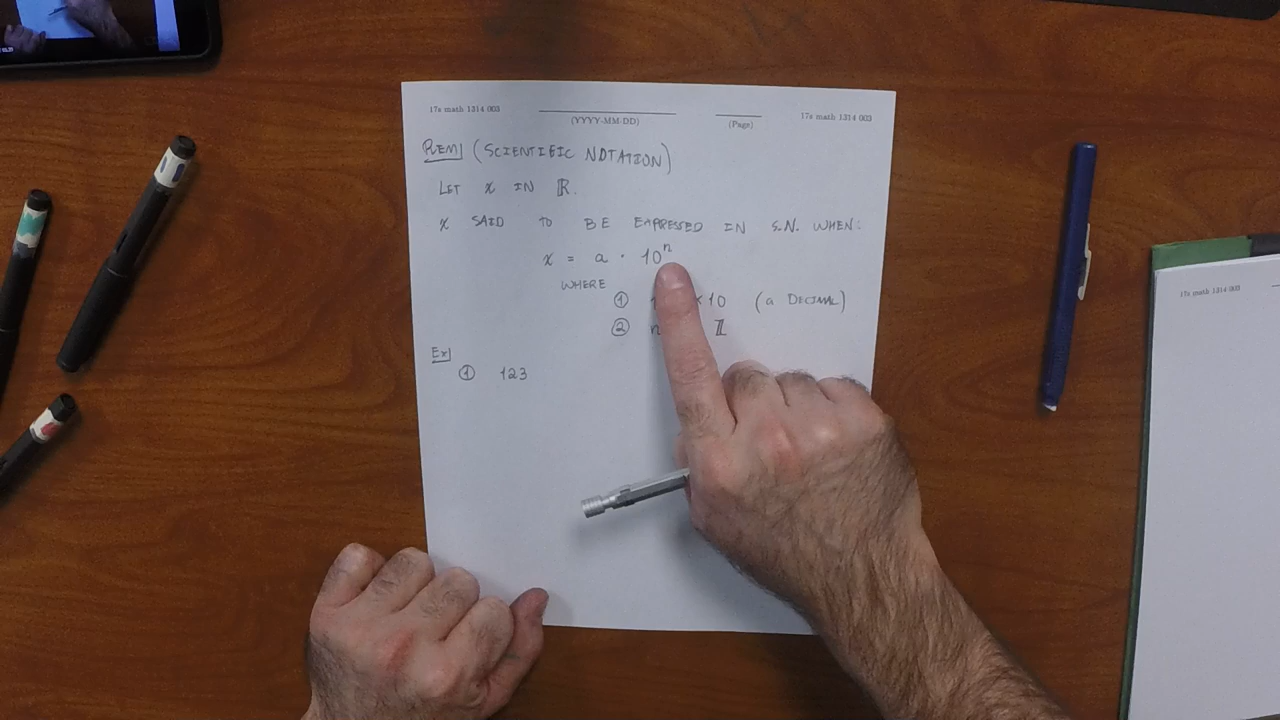 17s math 1314 003 (YYYY-MM-DD) (Page) 17s math 1314 003
REM (SCIENTIFIC NOTATION)
LET x IN ℝ.
x SAID TO BE EXPRESSED IN S.N. WHEN:
x = a · 10ⁿ
WHERE
① 10 (a DECIMAL)
② n ℤ
Ex
① 123
17s math 1314 003